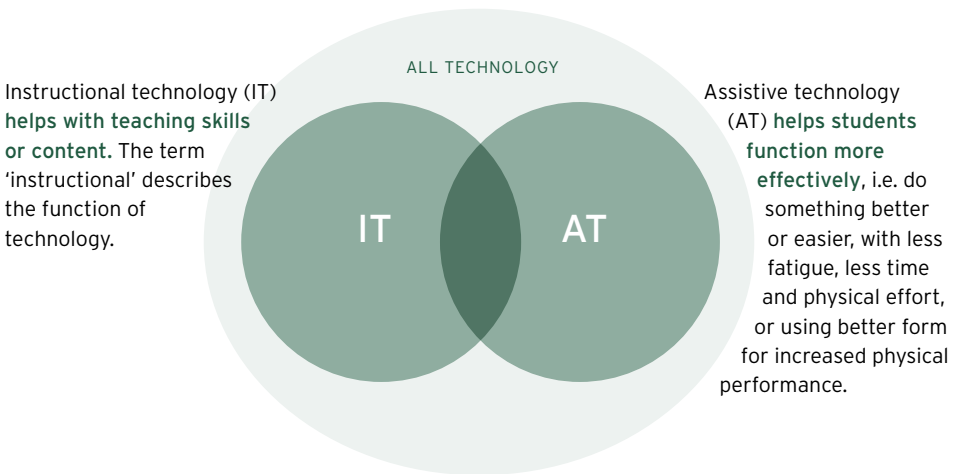 ALL TECHNOLOGY
Instructional technology (IT)
helps with teaching skills
or content. The term
‘instructional’ describes
the function of
technology.
IT
AT
Assistive technology
(AT) helps students
function more
effectively, i.e. do
something better
or easier, with less
fatigue, less time
and physical effort,
or using better form
for increased physical
performance.